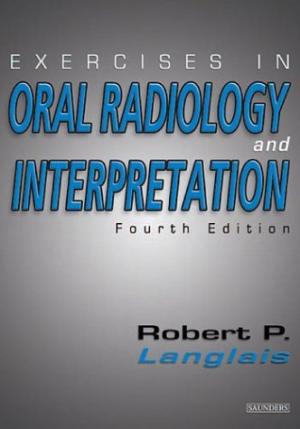 EXERCISES IN
ORAL RADIOLOGY
and
INTERPRETATION
Fourth Edition
Robert P.
Langlais
SAUNDERS